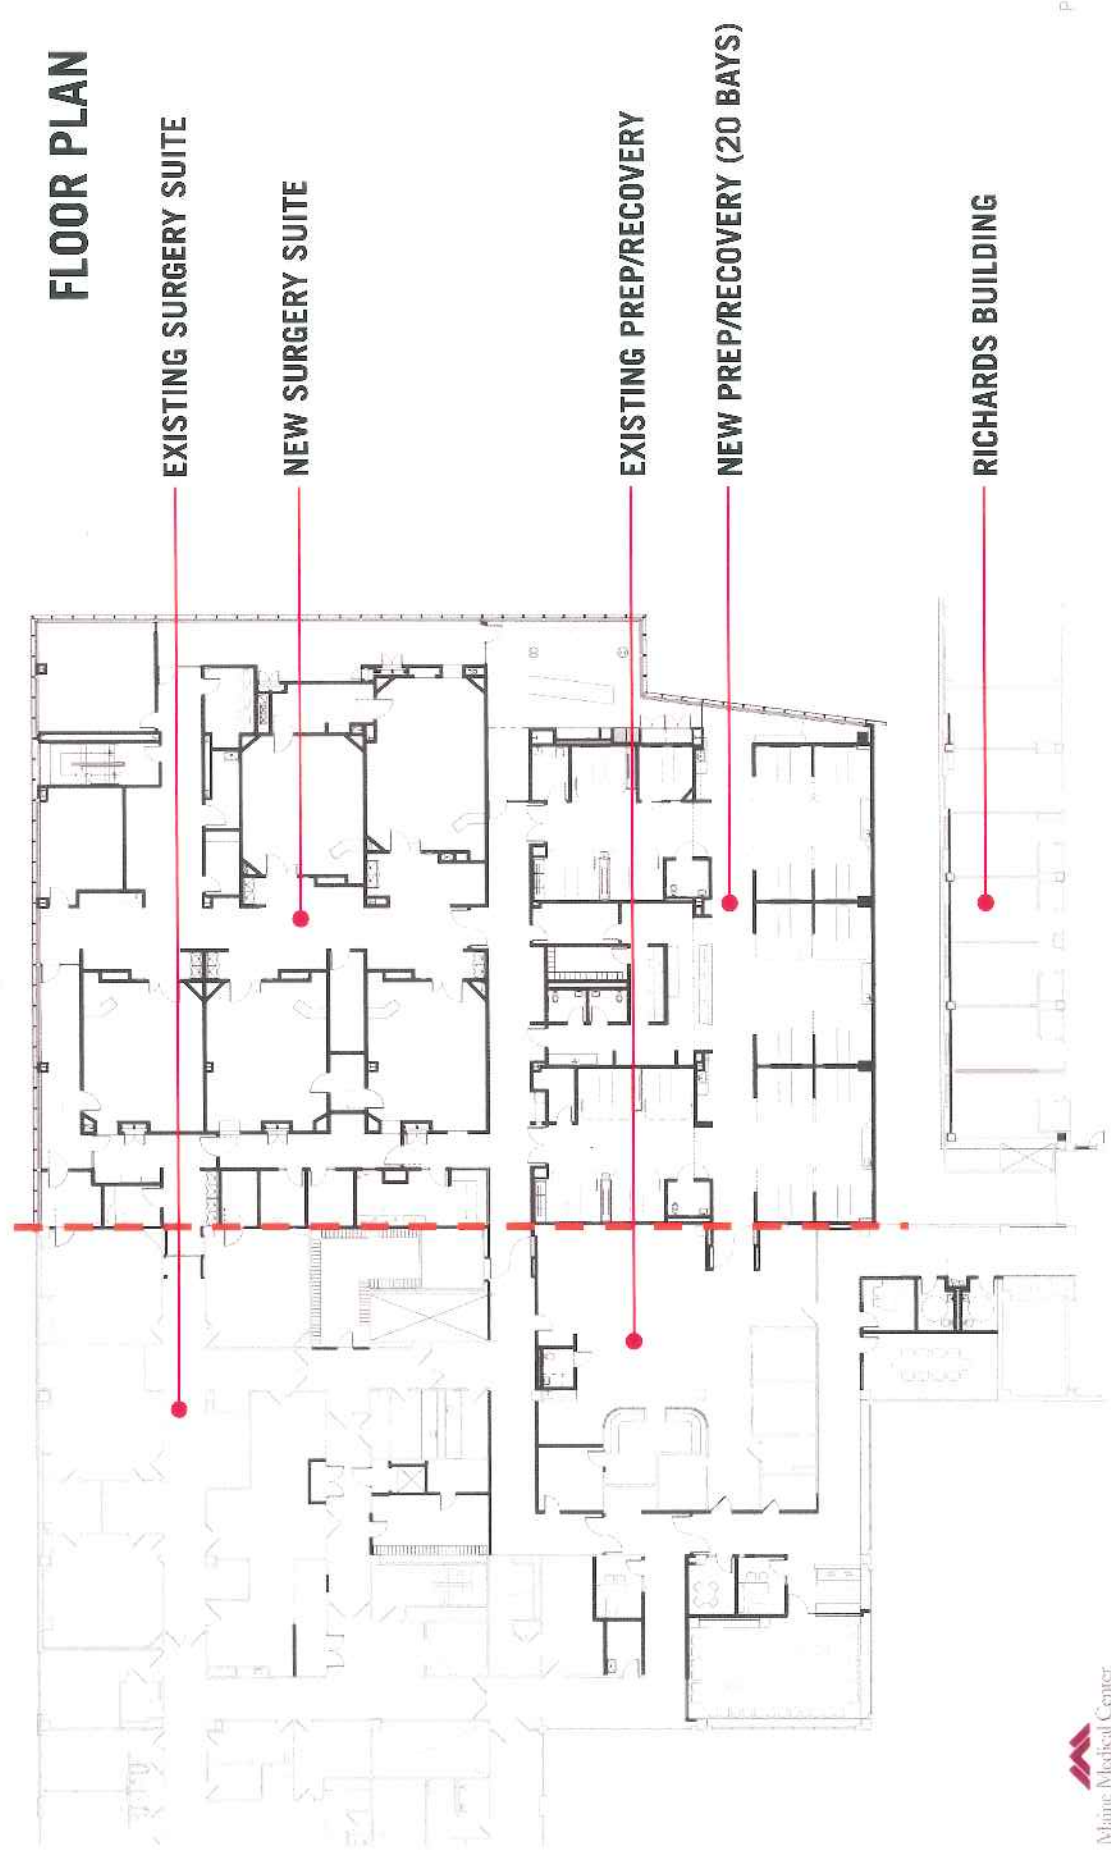 FLOOR PLAN
EXISTING SURGERY SUITE
NEW SURGERY SUITE
EXISTING PREP/RECOVERY
NEW PREP/RECOVERY (20 BAYS)
RICHARDS BUILDING
Maine Medical Center